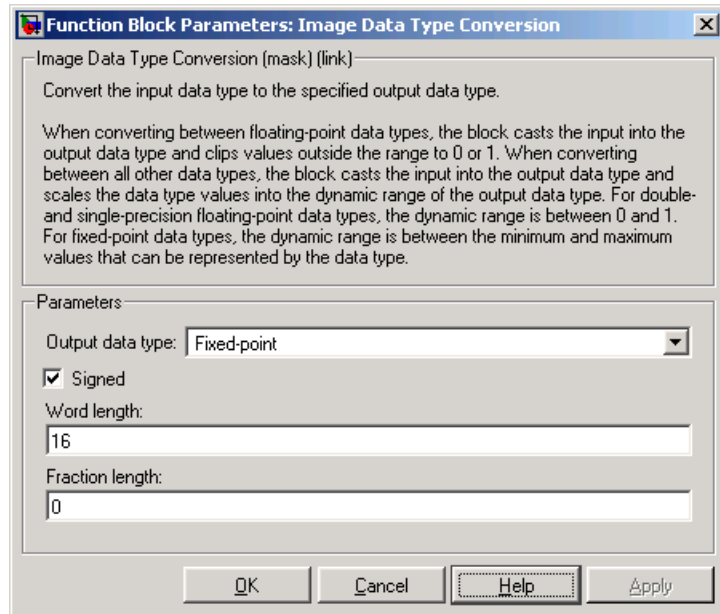 Function Block Parameters: Image Data Type Conversion
Image Data Type Conversion (mask) (link)
Convert the input data type to the specified output data type.
When converting between floating-point data types, the block casts the input into the
output data type and clips values outside the range to 0 or 1. When converting
between all other data types, the block casts the input into the output data type and
scales the data type values into the dynamic range of the output data type. For double-
and single-precision floating-point data types, the dynamic range is between 0 and 1.
For fixed-point data types, the dynamic range is between the minimum and maximum
values that can be represented by the data type.
Parameters
Output data type: Fixed-point
Signed
Word length:
16
Fraction length:
0
OK Cancel Help Apply